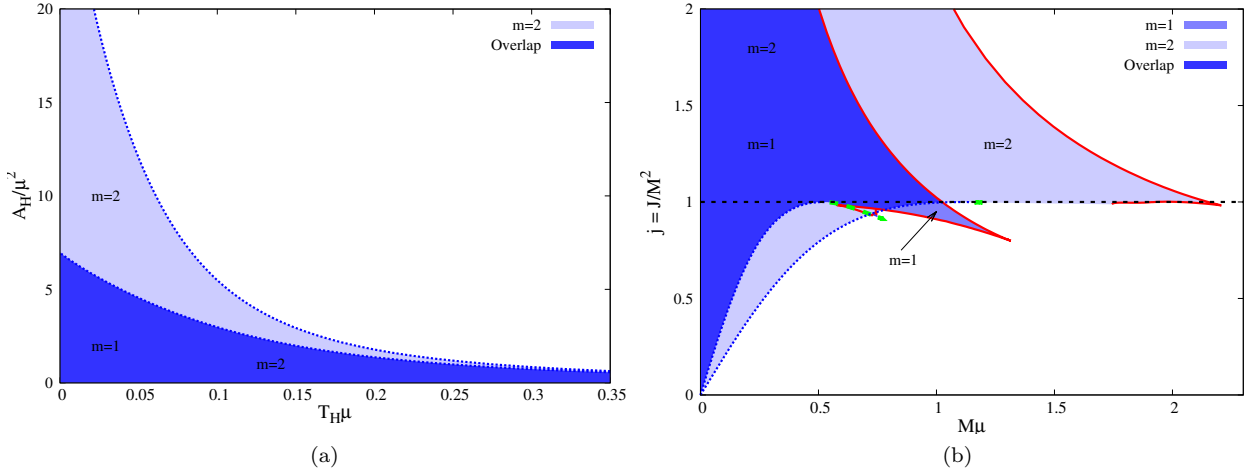 20
15
10
5
0
A_H/μ^2
m=2
Overlap
m=2
m=1
m=2
0
0.05
0.1
0.15
0.2
0.25
0.3
0.35
T_Hμ
(a)
2
1.5
1
0.5
0
j = J/M^2
m=1
m=2
Overlap
m=2
m=1
m=2
m=1
0
0.5
1
1.5
2
Mμ
(b)